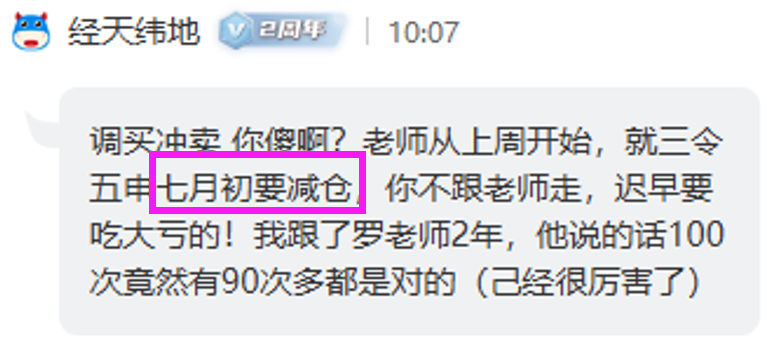 经天纬地 V 2周年 | 10:07
调买冲卖 你傻啊？老师从上周开始，就三令
五申七月初要减仓，你不跟老师走，迟早要
吃大亏的！我跟了罗老师2年，他说的话100
次竟然有90次多都是对的（己经很厉害了）